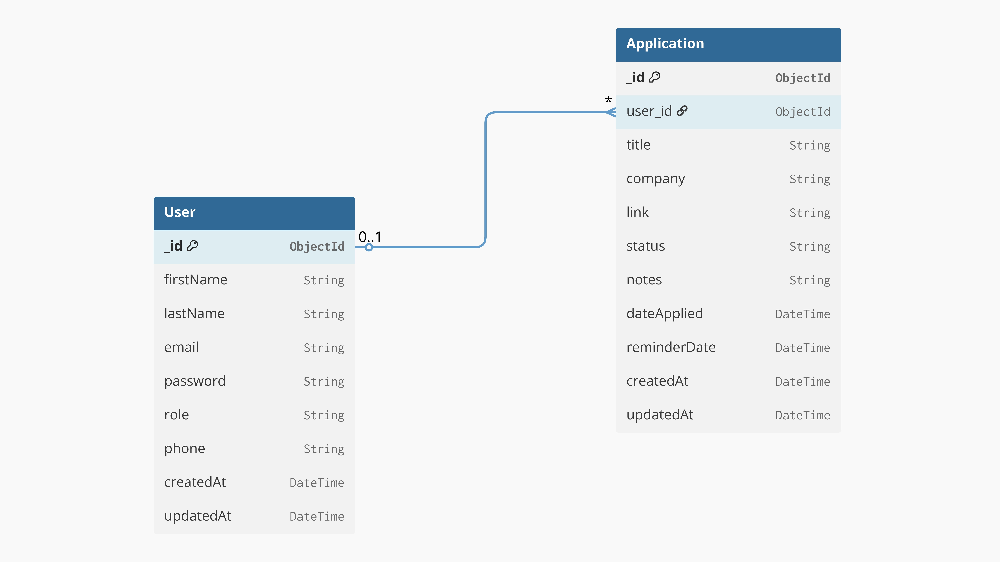 Application
_id ObjectId
user_id ObjectId
title String
company String
link String
status String
notes String
dateApplied DateTime
reminderDate DateTime
createdAt DateTime
updatedAt DateTime
*
0..1
User
_id ObjectId
firstName String
lastName String
email String
password String
role String
phone String
createdAt DateTime
updatedAt DateTime